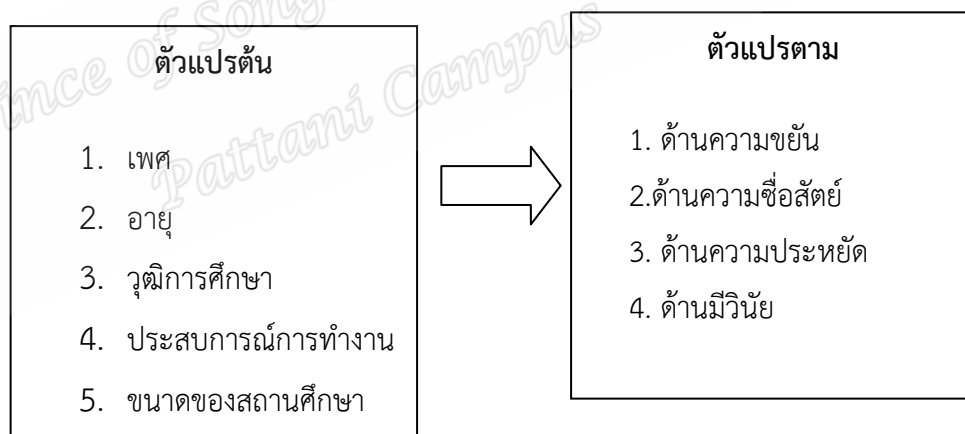 Prince of Songkla
Pattani Campus
ตัวแปรต้น
1. เพศ
2. อายุ
3. วุฒิการศึกษา
4. ประสบการณ์การทำงาน
5. ขนาดของสถานศึกษา
ตัวแปรตาม
1. ด้านความขยัน
2.ด้านความซื่อสัตย์
3. ด้านความประหยัด
4. ด้านมีวินัย